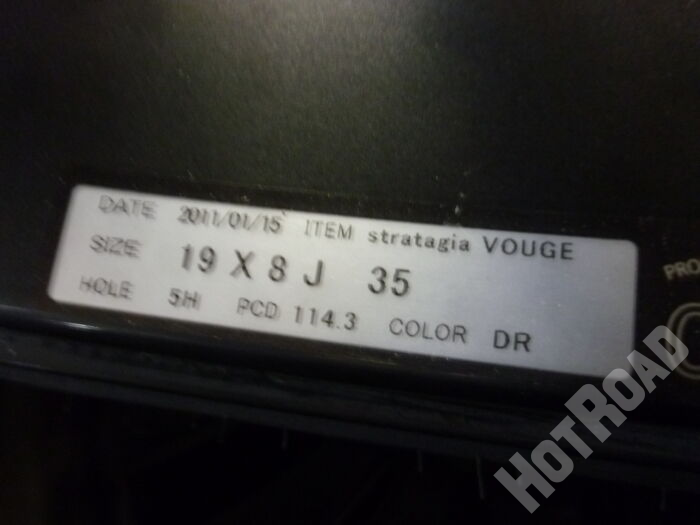 DATE 2011/01/15 ITEM stratagia VOUGE
SIZE 19 X 8 J 35
HOLE 5H PCD 114.3 COLOR DR
PRO
HOTROAD